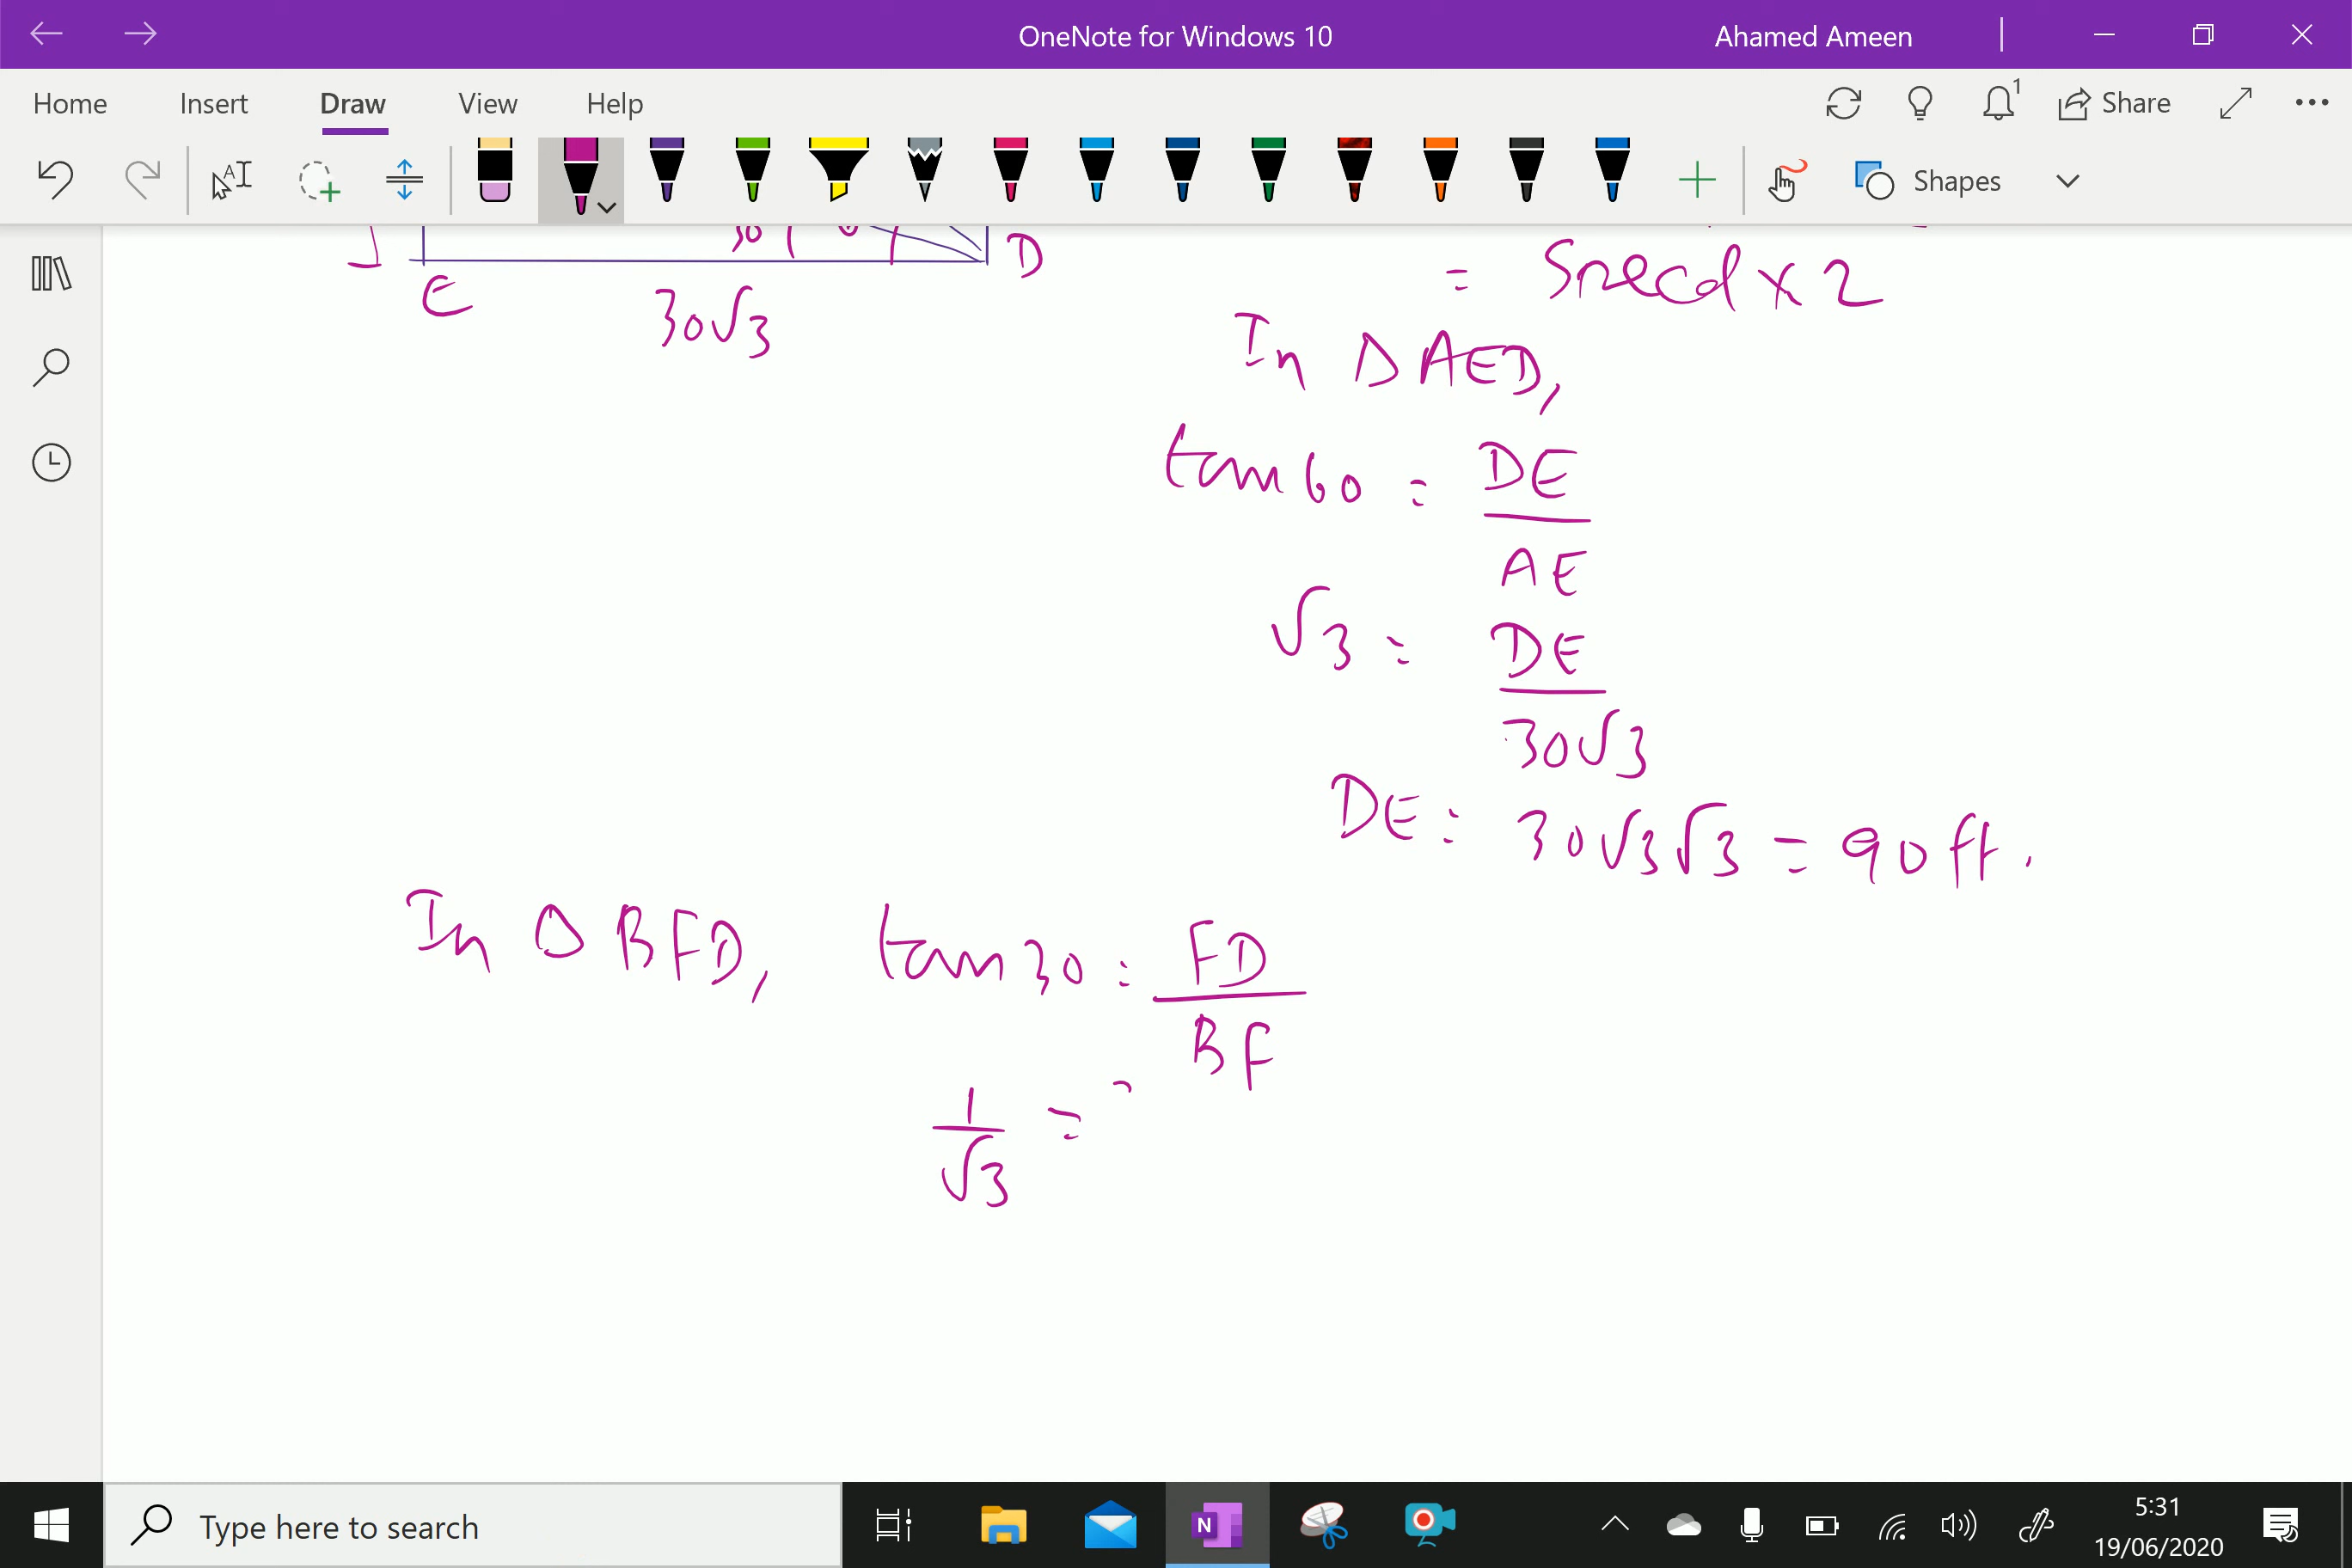 OneNote for Windows 10
Ahamed Ameen
Home Insert Draw View Help
1 Share
Shapes
E D
30√3
= Speed x 2
In Δ AED,
tan 60 = DE / AE
√3 = DE / 30√3
DE = 30√3√3 = 90ft.
In Δ BFD, tan 30 = FD / BF
1/√3 =
Type here to search
5:31
19/06/2020